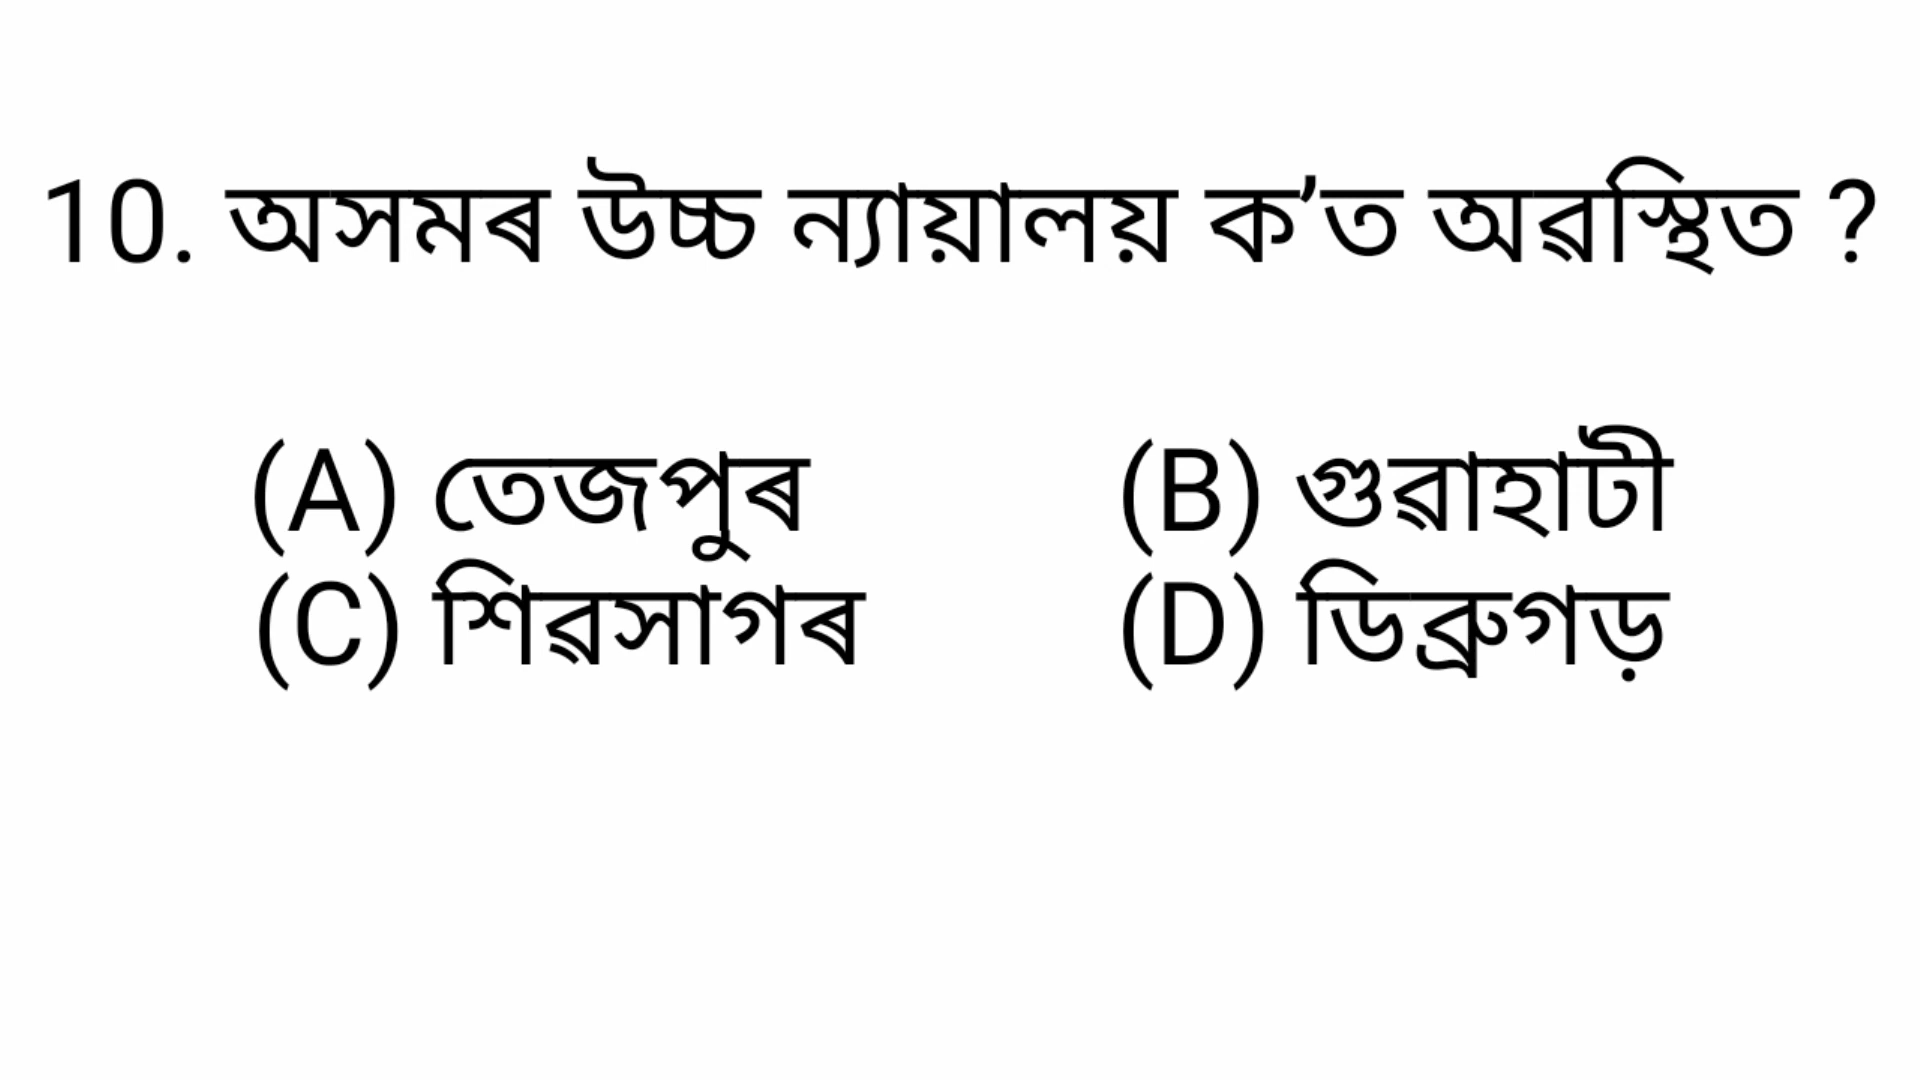 10. অসমৰ উচ্চ ন্যায়ালয় ক’ত অৱস্থিত ?
(A) তেজপুৰ (B) গুৱাহাটী
(C) শিৱসাগৰ (D) ডিব্ৰুগড়